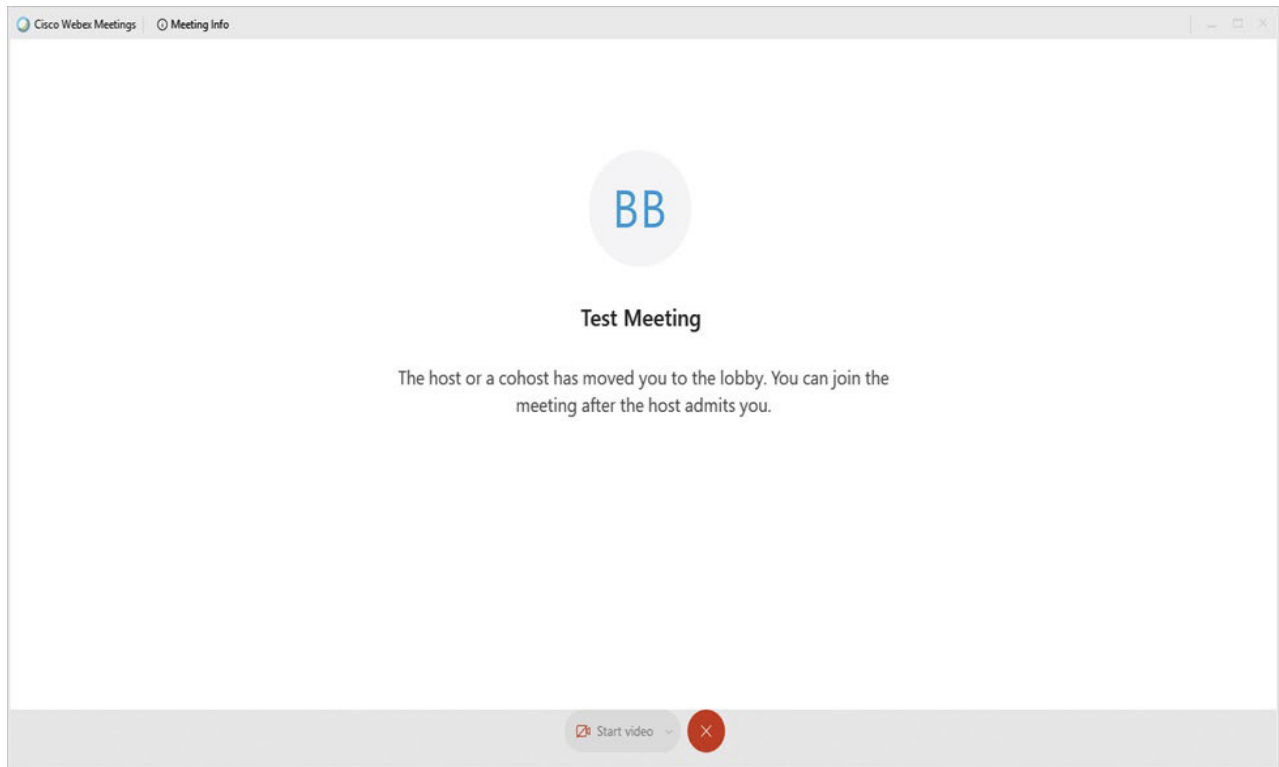 Cisco Webex Meetings Meeting Info
BB
Test Meeting
The host or a cohost has moved you to the lobby. You can join the
meeting after the host admits you.
Start video